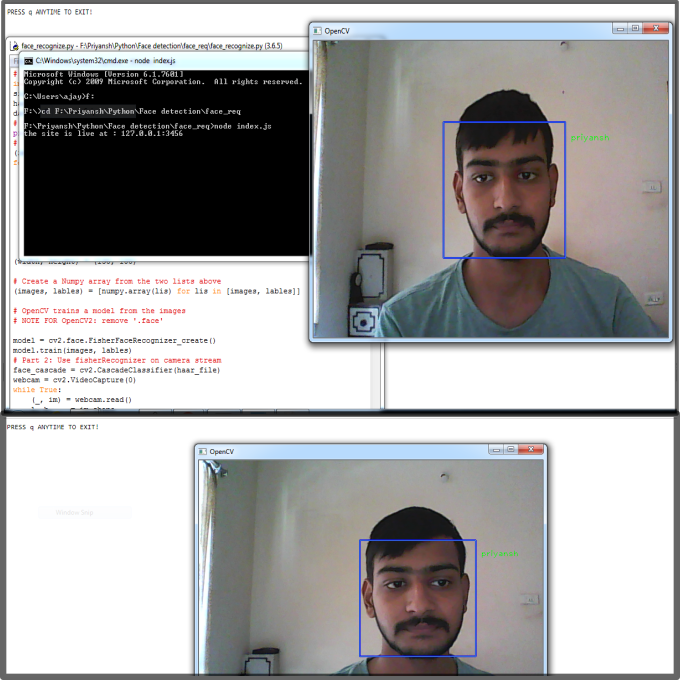 PRESS q ANYTIME TO EXIT!
OpenCV
face_recognize.py - F:\Priyansh\Python\Face detection\face_req\face_recognize.py (3.6.5)
C:\Windows\system32\cmd.exe - node index.js
Microsoft Windows [Version 6.1.7601]
Copyright (c) 2009 Microsoft Corporation. All rights reserved.
C:\Users\ajay>f:
F:\>cd F:\Priyansh\Python\Face detection\face_req
F:\Priyansh\Python\Face detection\face_req>node index.js
the site is live at : 127.0.0.1:3456
# Create a Numpy array from the two lists above
(images, lables) = [numpy.array(lis) for lis in [images, lables]]
# OpenCV trains a model from the images
# NOTE FOR OpenCV2: remove '.face'
model = cv2.face.FisherFaceRecognizer_create()
model.train(images, lables)
# Part 2: Use fisherRecognizer on camera stream
face_cascade = cv2.CascadeClassifier(haar_file)
webcam = cv2.VideoCapture(0)
while True:
(_, im) = webcam.read()
PRESS q ANYTIME TO EXIT!
OpenCV